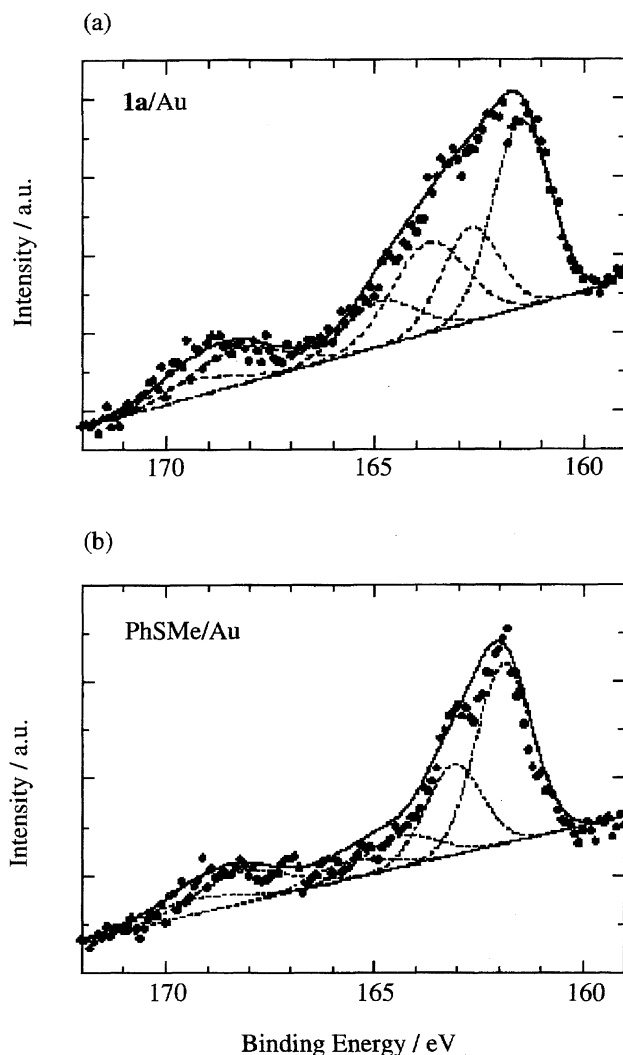 (a)
1a/Au
Intensity / a.u.
170 165 160
(b)
PhSMe/Au
Intensity / a.u.
170 165 160
Binding Energy / eV